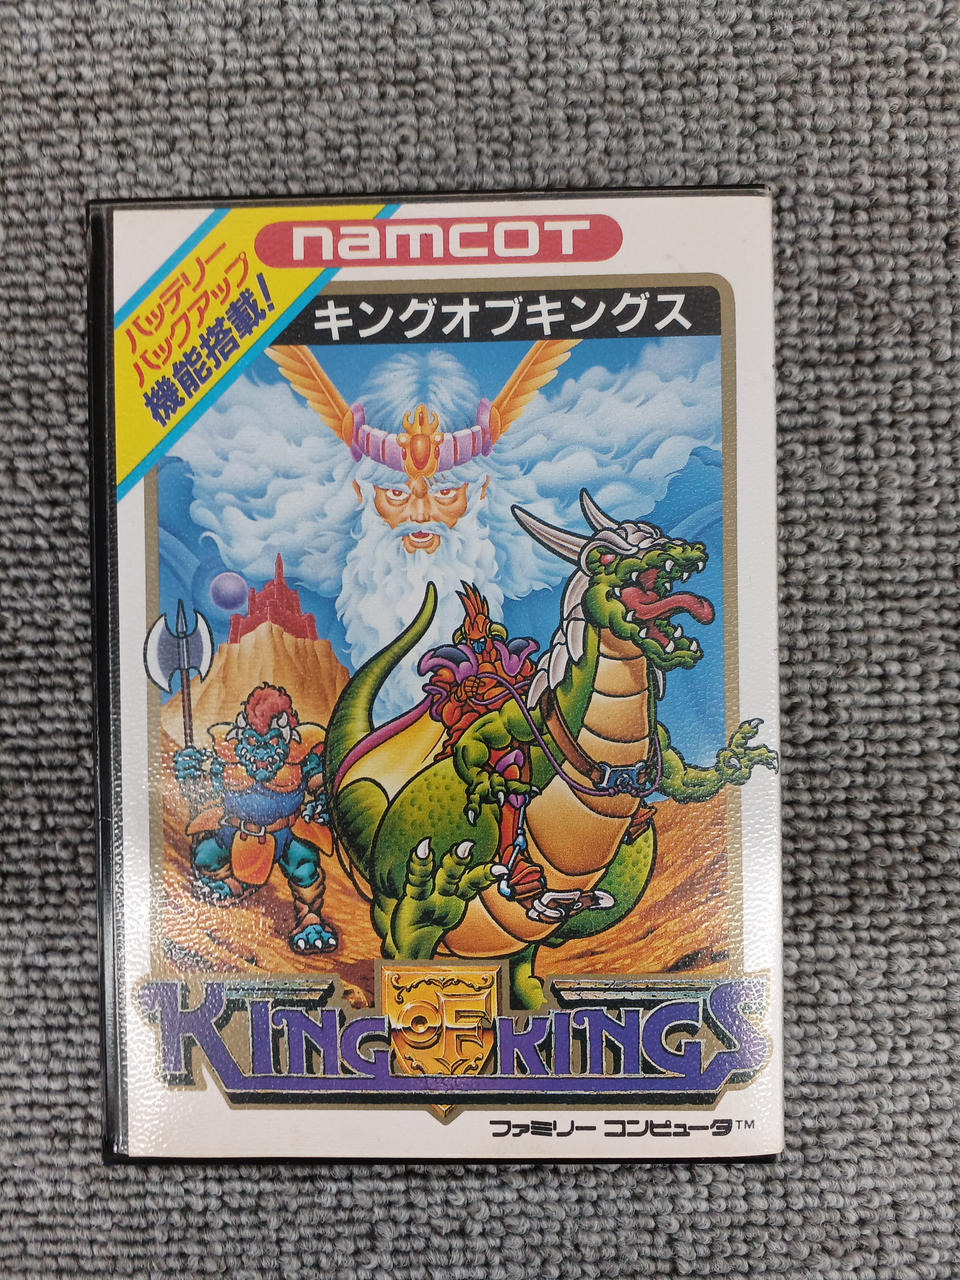 namcot
バッテリー
バックアップ
機能搭載!
キングオブキングス
KING OF KINGS
ファミリー コンピュータ™